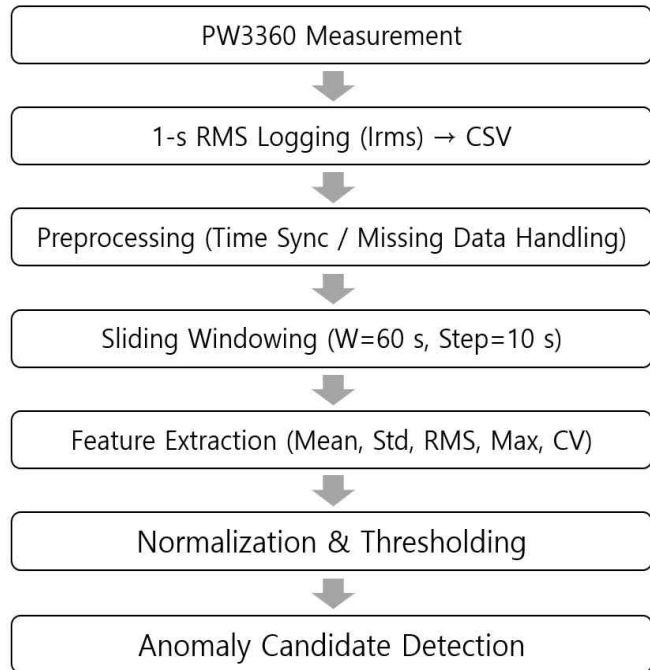 PW3360 Measurement
1-s RMS Logging (Irms) → CSV
Preprocessing (Time Sync / Missing Data Handling)
Sliding Windowing (W=60 s, Step=10 s)
Feature Extraction (Mean, Std, RMS, Max, CV)
Normalization & Thresholding
Anomaly Candidate Detection